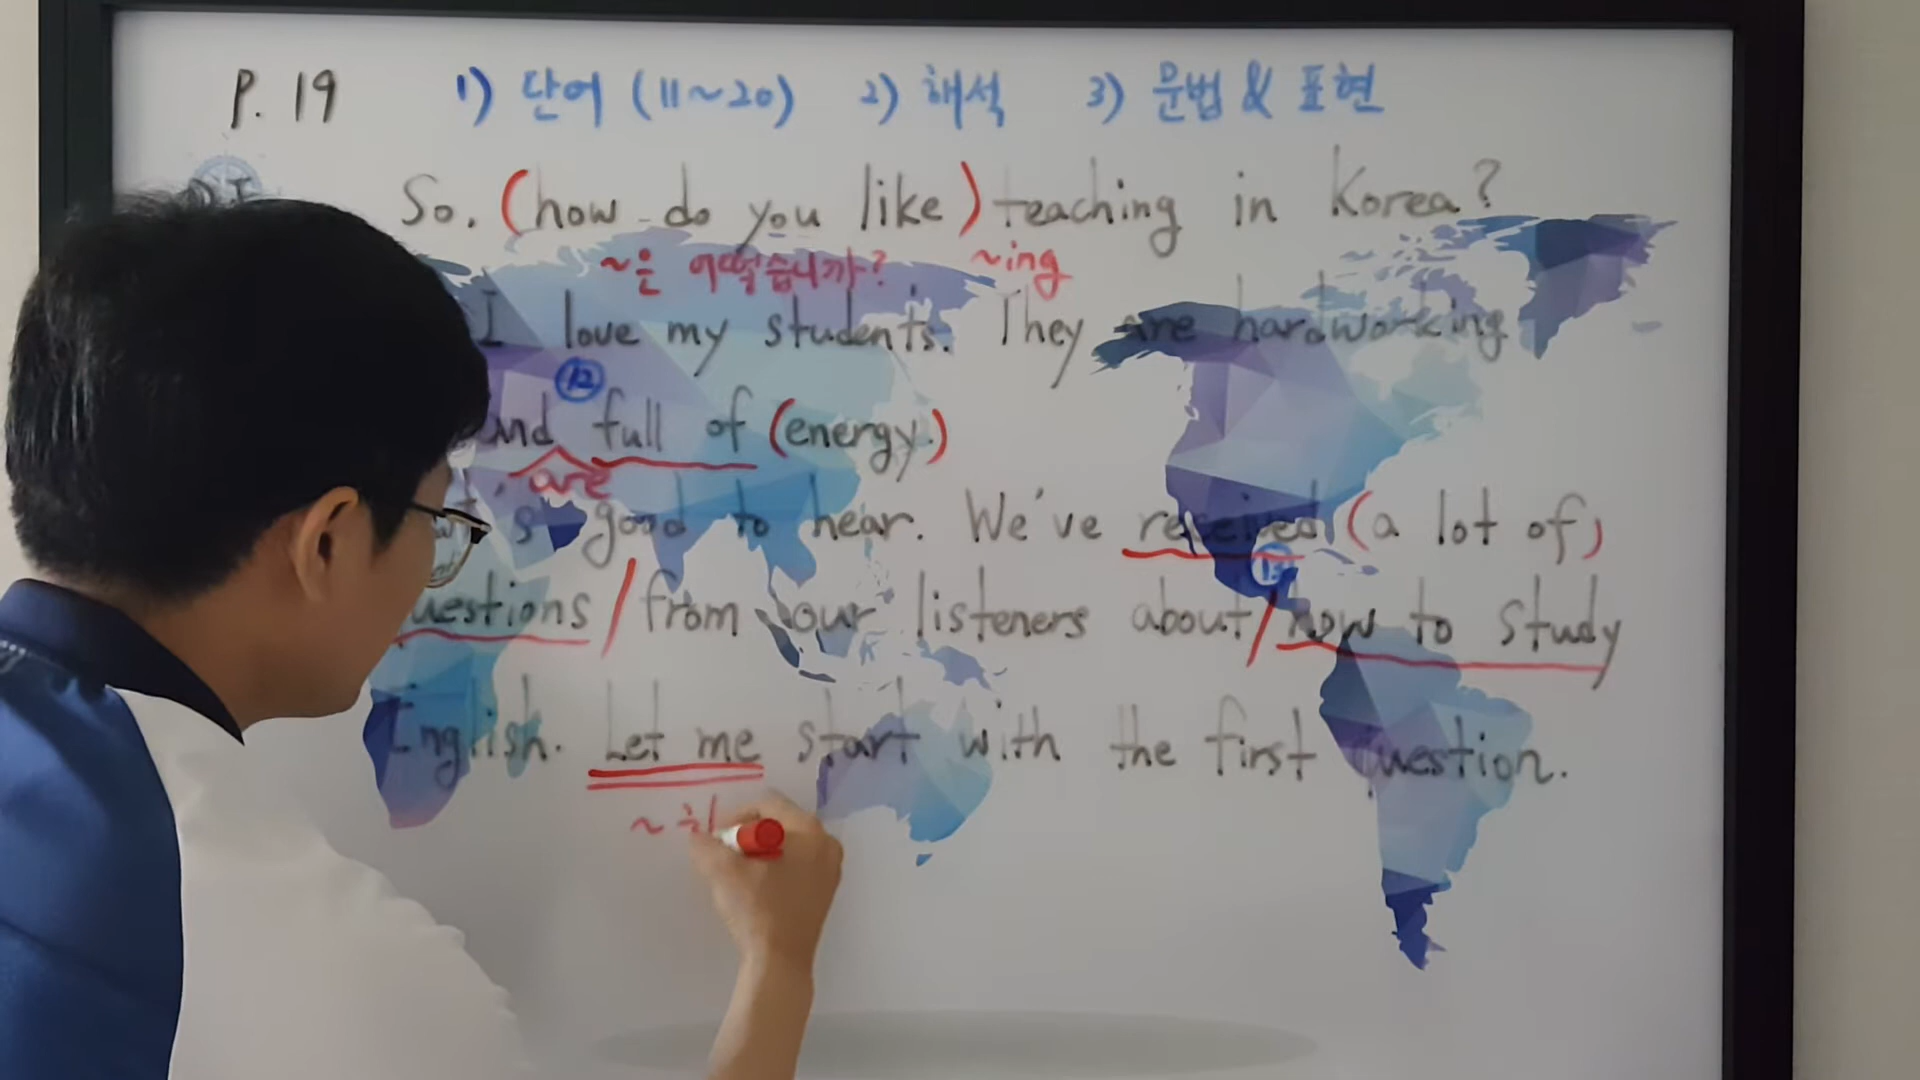 P. 19 1) 단어 (11~20) 2) 해석 3) 문법 & 표현
So. (how do you like) teaching in Korea?
~은 어떻습니까? ~ing
I love my students. They are hardworking
12
and full of (energy.)
are
's good to hear. We've received (a lot of)
13
uestions / from our listeners about / how to study
English. Let me start with the first question.
~